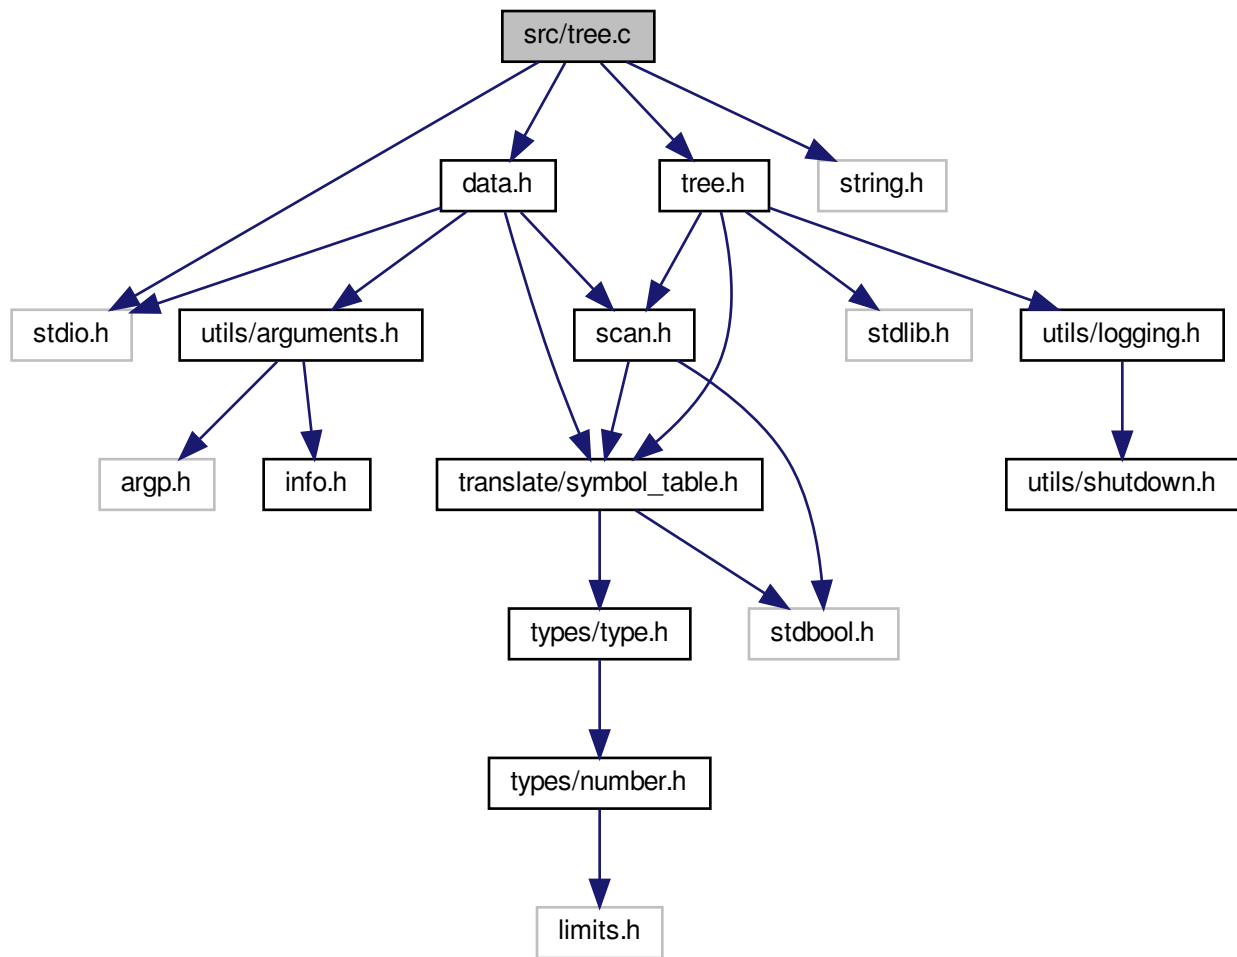 src/tree.c
data.h
tree.h
string.h
stdio.h
utils/arguments.h
scan.h
stdlib.h
utils/logging.h
argp.h
info.h
translate/symbol_table.h
utils/shutdown.h
types/type.h
stdbool.h
types/number.h
limits.h